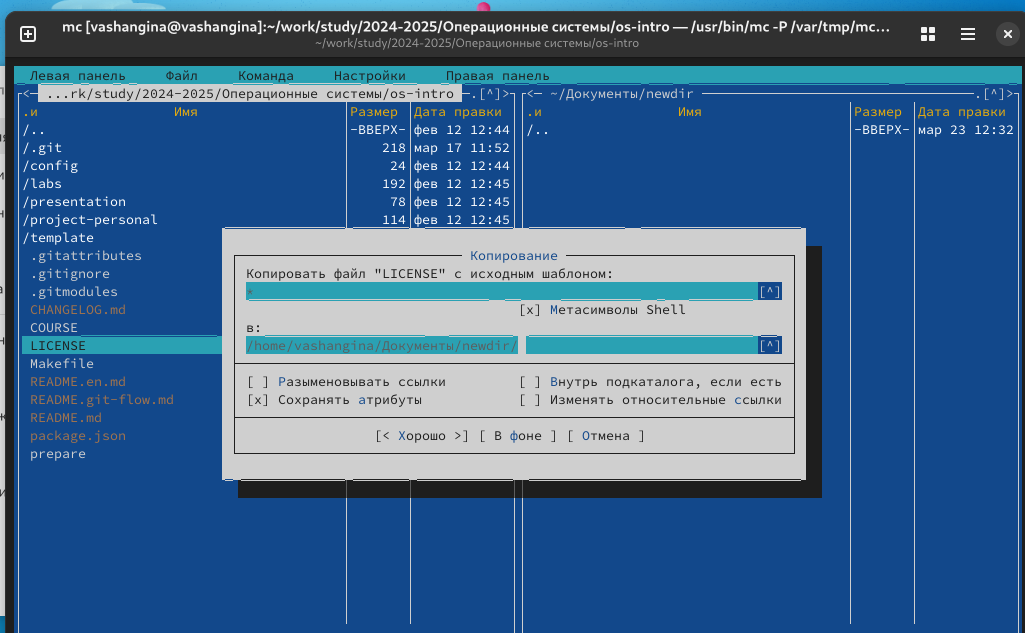 mc [vashangina@vashangina]:~/work/study/2024-2025/Операционные системы/os-intro — /usr/bin/mc -P /var/tmp/mc...
~/work/study/2024-2025/Операционные системы/os-intro
Левая панель Файл Команда Настройки Правая панель
<— ...rk/study/2024-2025/Операционные системы/os-intro —.[^]>
.и Имя Размер Дата правки
/.. -ВВЕРХ- фев 12 12:44
/.git 218 мар 17 11:52
/config 24 фев 12 12:44
/labs 192 фев 12 12:45
/presentation 78 фев 12 12:45
/project-personal 114 фев 12 12:45
/template
.gitattributes
.gitignore
.gitmodules
CHANGELOG.md
COURSE
LICENSE
Makefile
README.en.md
README.git-flow.md
README.md
package.json
prepare
<— ~/Документы/newdir .[^]>
.и Имя Размер Дата правки
/.. -ВВЕРХ- мар 23 12:32
Копирование
Копировать файл "LICENSE" с исходным шаблоном:
* [^]
[x] Метасимволы Shell
в:
/home/vashangina/Документы/newdir/ [^]
[ ] Разыменовывать ссылки [ ] Внутрь подкаталога, если есть
[x] Сохранять атрибуты [ ] Изменять относительные ссылки
[< Хорошо >] [ В фоне ] [ Отмена ]